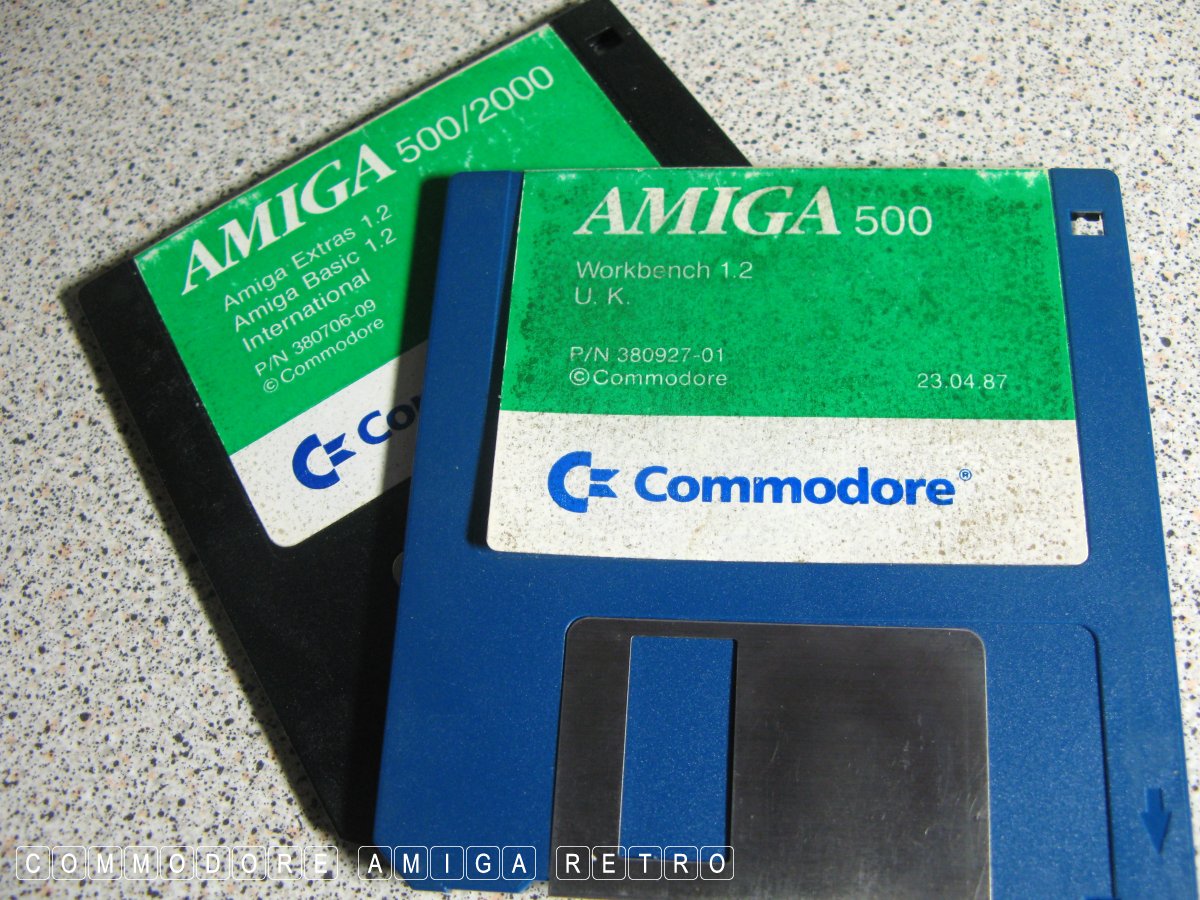 AMIGA 500/2000
Amiga Extras 1.2
Amiga Basic 1.2
International
P/N 380706-09
©Commodore
Co
AMIGA 500
Workbench 1.2
U. K.
P/N 380927-01
©Commodore 23.04.87
Commodore®
COMMODORE AMIGA RETRO